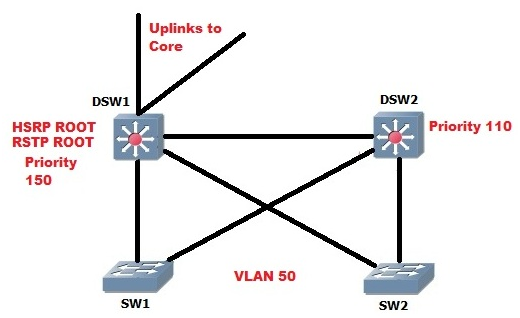 Uplinks to
Core
DSW1
DSW2
HSRP ROOT
RSTP ROOT
Priority
150
Priority 110
VLAN 50
SW1
SW2